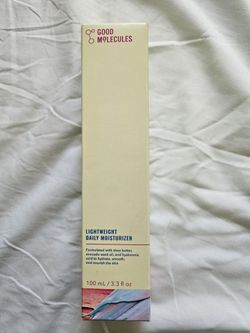 GOOD
MOLECULES
LIGHTWEIGHT
DAILY MOISTURIZER
Formulated with shea butter,
avocado seed oil, and hyaluronic
acid to hydrate, smooth,
and nourish the skin
100 mL / 3.3 fl oz